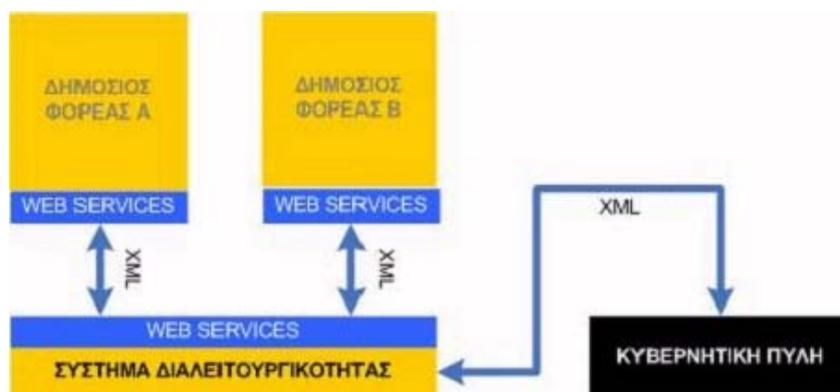 ΔΗΜΟΣΙΟΣ
ΦΟΡΕΑΣ Α
ΔΗΜΟΣΙΟΣ
ΦΟΡΕΑΣ Β
WEB SERVICES
WEB SERVICES
XML
XML
XML
WEB SERVICES
ΣΥΣΤΗΜΑ ΔΙΑΛΕΙΤΟΥΡΓΙΚΟΤΗΤΑΣ
ΚΥΒΕΡΝΗΤΙΚΗ ΠΥΛΗ